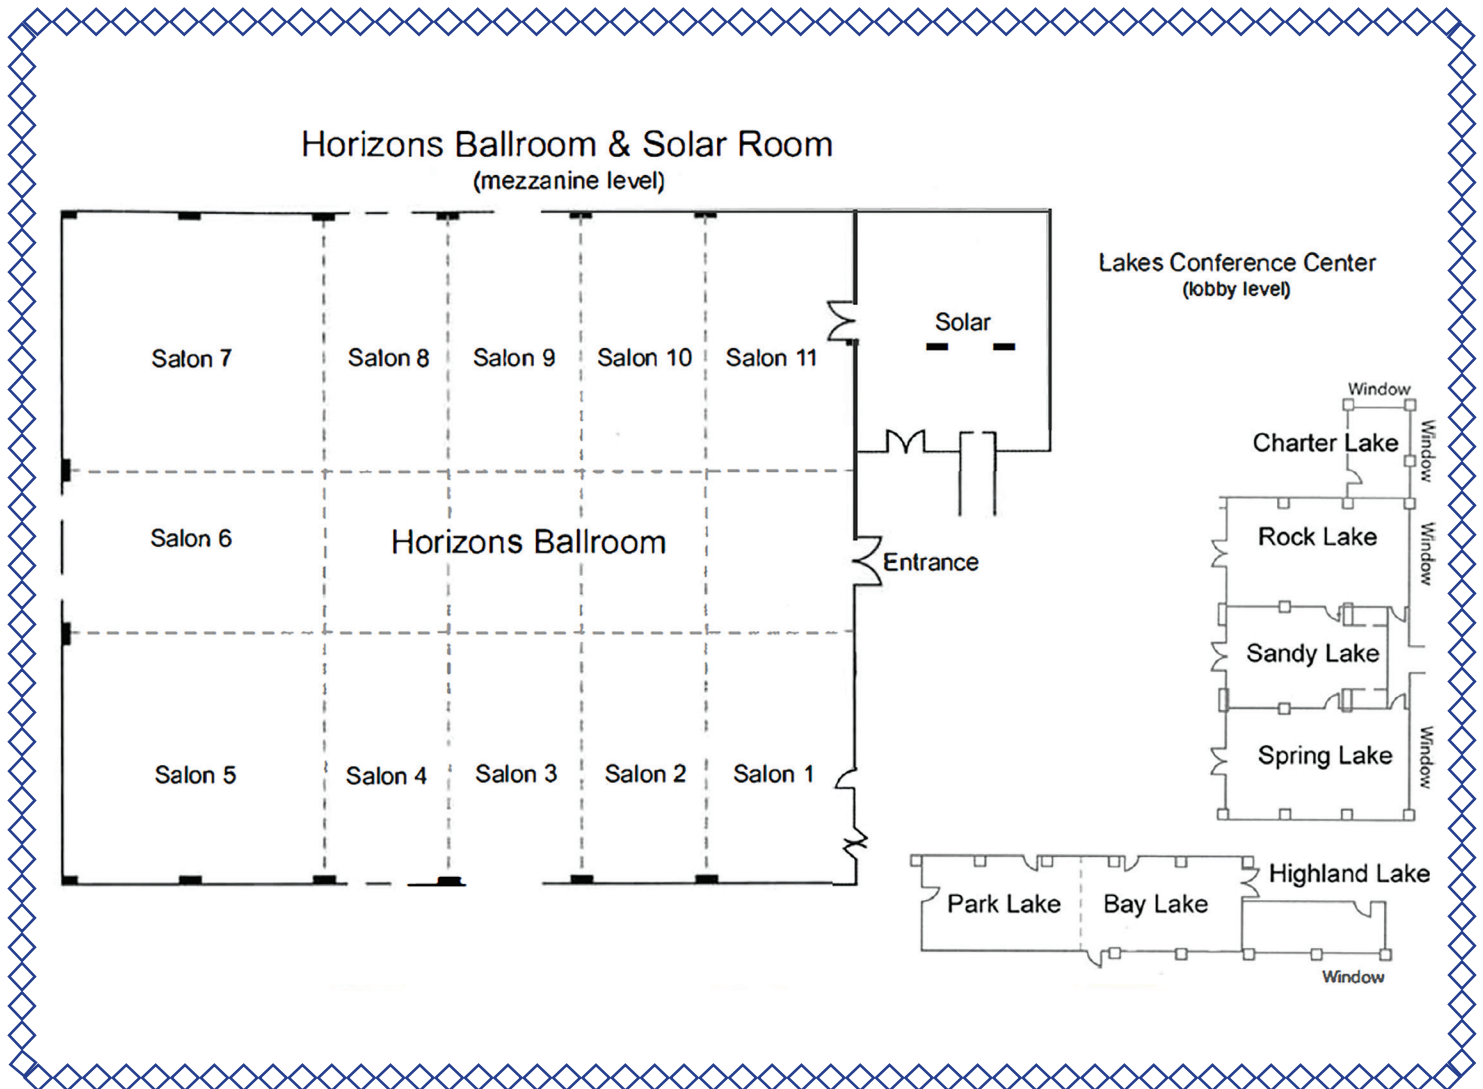 Horizons Ballroom & Solar Room
(mezzanine level)
Lakes Conference Center
(lobby level)
Solar
Salon 7
Salon 8
Salon 9
Salon 10
Salon 11
Window
Charter Lake
Window
Salon 6
Horizons Ballroom
Entrance
Rock Lake
Window
Sandy Lake
Spring Lake
Window
Salon 5
Salon 4
Salon 3
Salon 2
Salon 1
Highland Lake
Park Lake
Bay Lake
Window